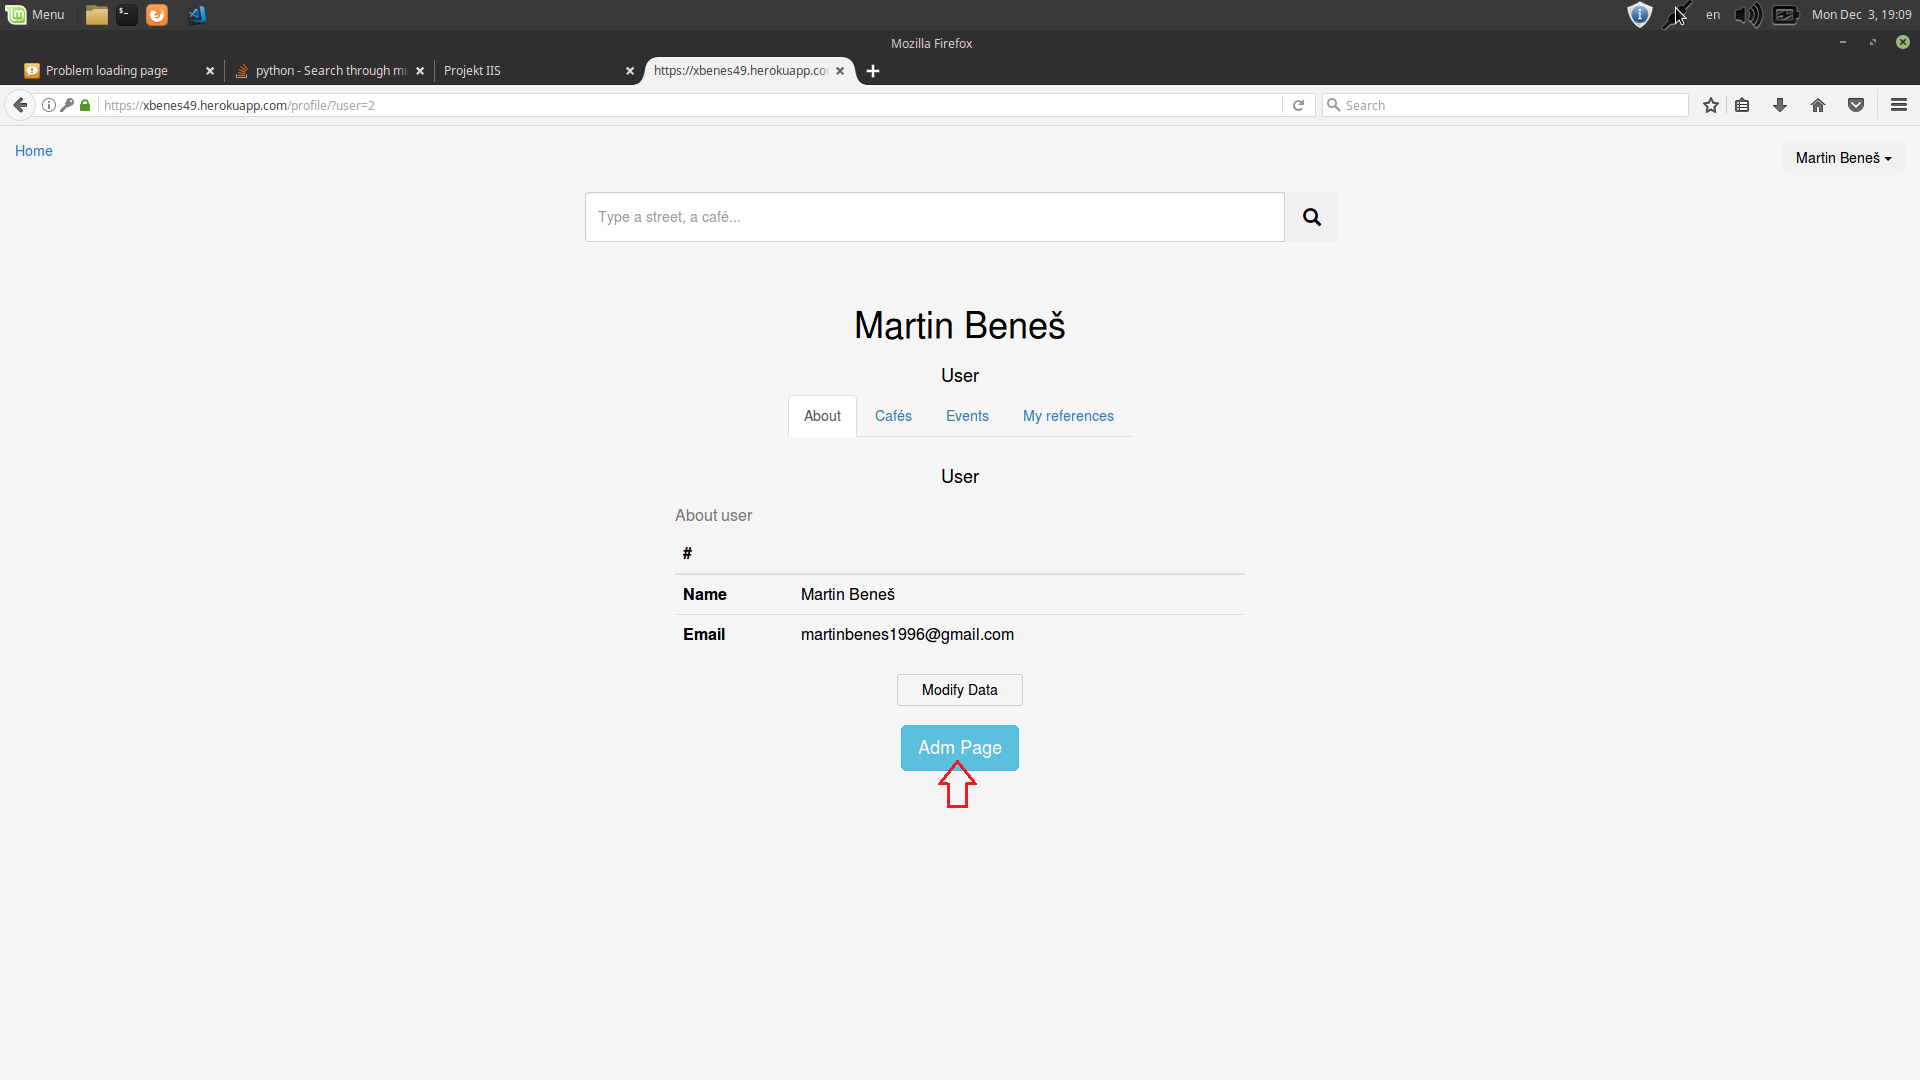 Menu
$_
en
Mon Dec 3, 19:09
Mozilla Firefox
Problem loading page
python - Search through mu
Projekt IIS
https://xbenes49.herokuapp.co
https://xbenes49.herokuapp.com/profile/?user=2
Search
Home
Martin Beneš
Type a street, a café...
Martin Beneš
User
About Cafés Events My references
User
About user
#
Name Martin Beneš
Email martinbenes1996@gmail.com
Modify Data
Adm Page